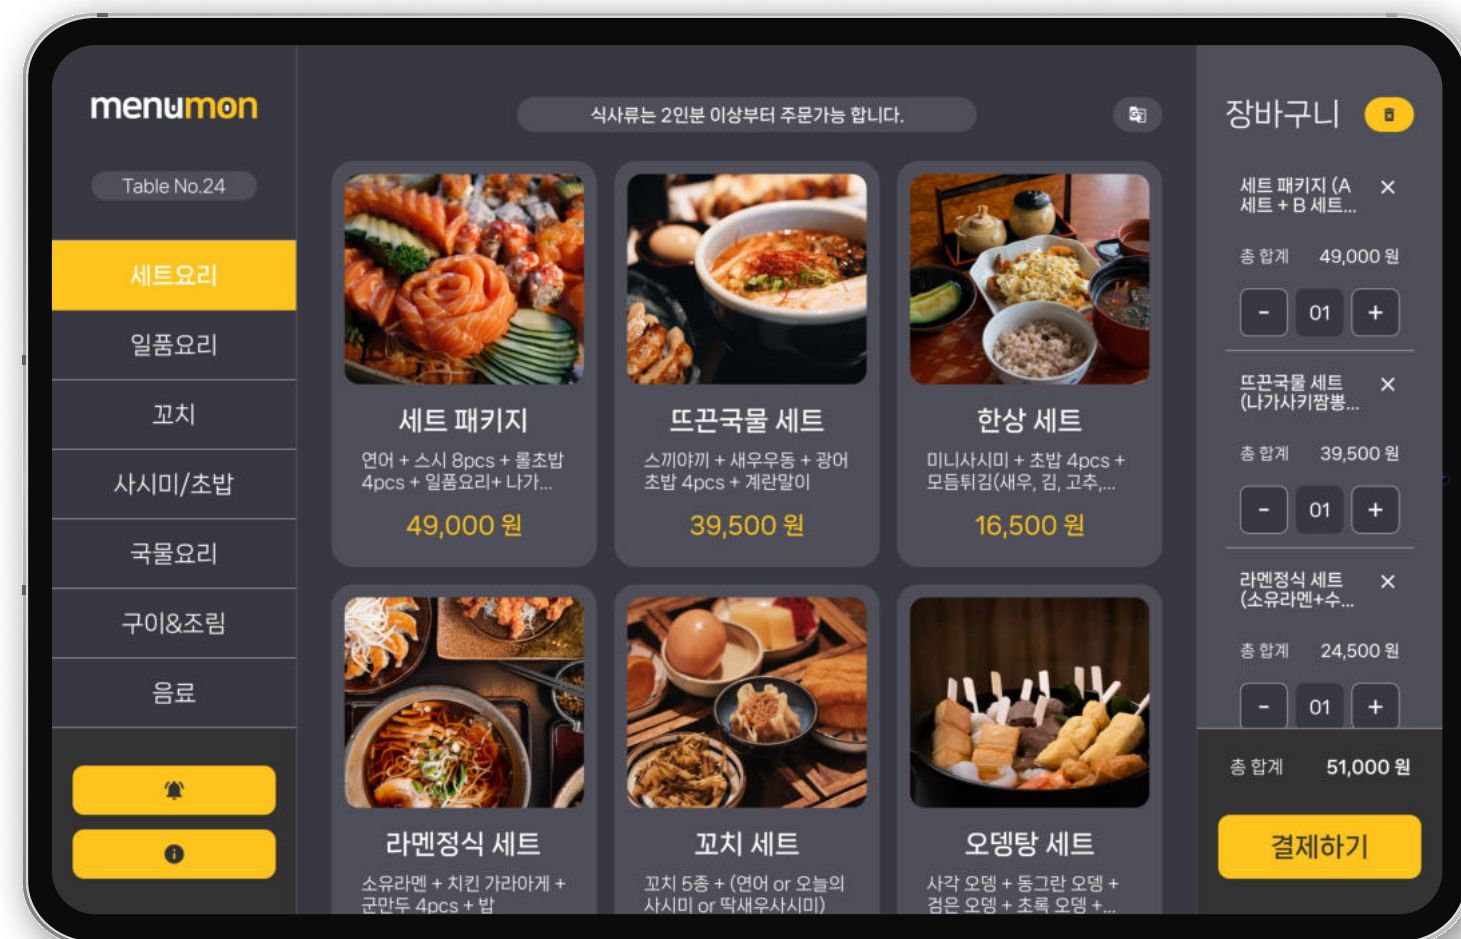 menumon
Table No.24
세트요리
일품요리
꼬치
사시미/초밥
국물요리
구이&조림
음료
식사류는 2인분 이상부터 주문가능 합니다.
세트 패키지
연어 + 스시 8pcs + 롤초밥
4pcs + 일품요리+ 나가...
49,000 원
뜨끈국물 세트
스끼야끼 + 새우우동 + 광어
초밥 4pcs + 계란말이
39,500 원
한상 세트
미니사시미 + 초밥 4pcs +
모듬튀김(새우, 김, 고추,...
16,500 원
라멘정식 세트
소유라멘 + 치킨 가라아게 +
군만두 4pcs + 밥
꼬치 세트
꼬치 5종 + (연어 or 오늘의
사시미 or 딱새우사시미)
오뎅탕 세트
사각 오뎅 + 동그란 오뎅 +
검은 오뎅 + 초록 오뎅 +...
장바구니
세트 패키지 (A
세트 + B 세트...
총 합계 49,000 원
- 01 +
뜨끈국물 세트
(나가사키짬뽕...
총 합계 39,500 원
- 01 +
라멘정식 세트
(소유라멘+수...
총 합계 24,500 원
- 01 +
총 합계 51,000 원
결제하기